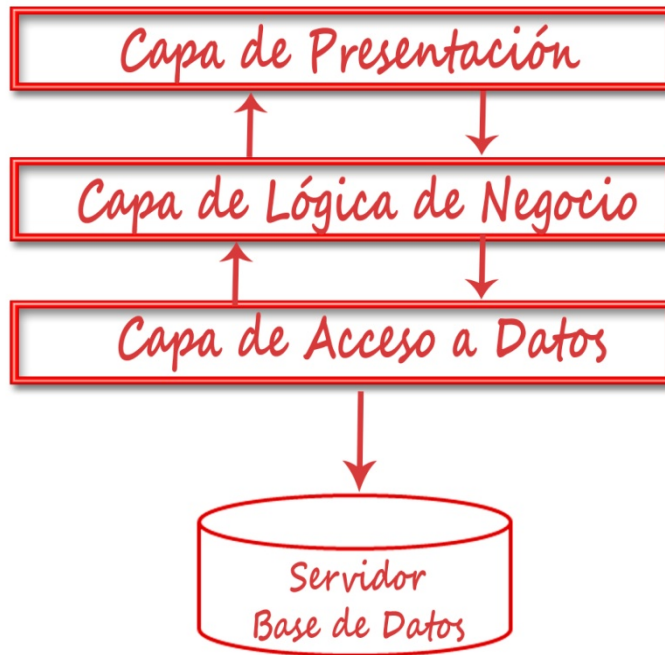 Capa de Presentación
Capa de Lógica de Negocio
Capa de Acceso a Datos
Servidor
Base de Datos